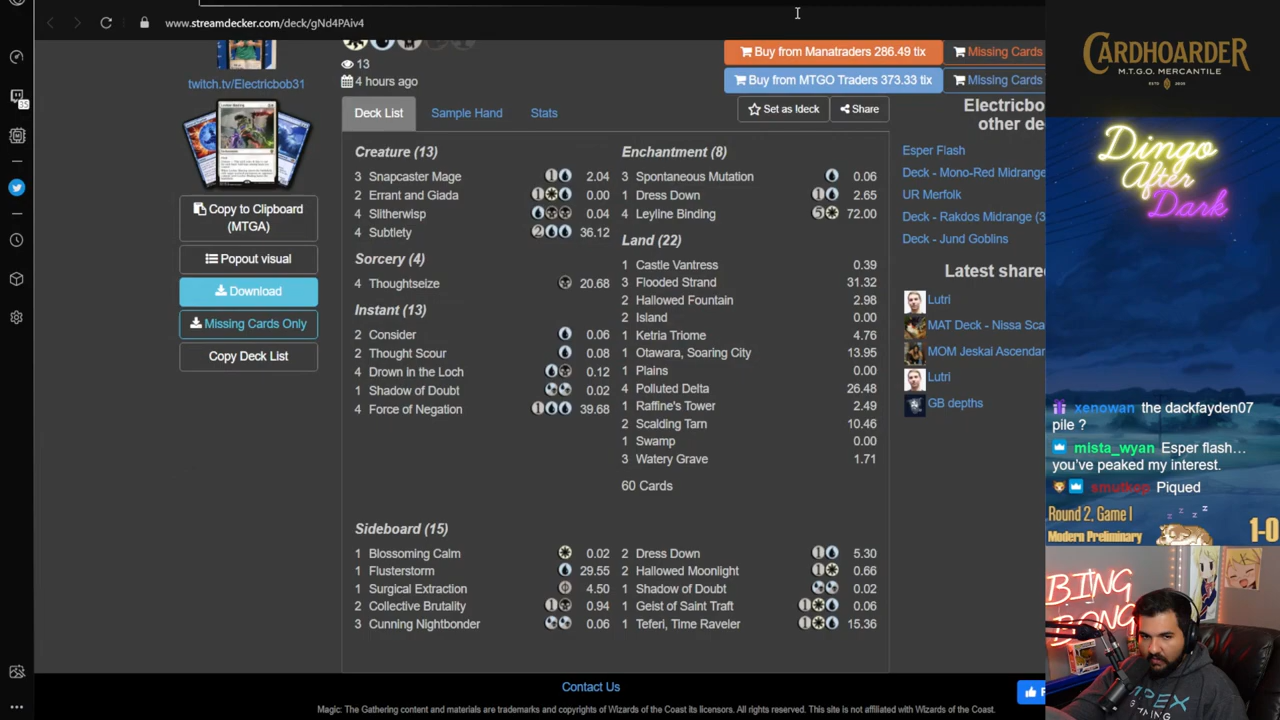 www.streamdecker.com/deck/gNd4PAiv4
twitch.tv/Electricbob31
13
4 hours ago
Buy from Manatraders 286.49 tix
Missing Cards
Buy from MTGO Traders 373.33 tix
Missing Cards
Set as Ideck
Share
Deck List
Sample Hand
Stats
Copy to Clipboard
(MTGA)
Popout visual
Download
Missing Cards Only
Copy Deck List
Creature (13)
3 Snapcaster Mage 1 2.04
2 Errant and Giada 1 0.00
4 Slitherwisp 0.04
4 Subtlety 2 36.12
Sorcery (4)
4 Thoughtseize 20.68
Instant (13)
2 Consider 0.06
2 Thought Scour 0.08
4 Drown in the Loch 0.12
1 Shadow of Doubt 0.02
4 Force of Negation 1 39.68
Enchantment (8)
3 Spontaneous Mutation 0.06
1 Dress Down 1 2.65
4 Leyline Binding 5 72.00
Land (22)
1 Castle Vantress 0.39
3 Flooded Strand 31.32
2 Hallowed Fountain 2.98
2 Island 0.00
1 Ketria Triome 4.76
1 Otawara, Soaring City 13.95
1 Plains 0.00
4 Polluted Delta 26.48
1 Raffine's Tower 2.49
2 Scalding Tarn 10.46
1 Swamp 0.00
3 Watery Grave 1.71
60 Cards
Sideboard (15)
1 Blossoming Calm 0.02
1 Flusterstorm 29.55
1 Surgical Extraction 4.50
2 Collective Brutality 1 0.94
3 Cunning Nightbonder 0.06
2 Dress Down 1 5.30
2 Hallowed Moonlight 1 0.66
1 Shadow of Doubt 0.02
1 Geist of Saint Traft 1 0.06
1 Teferi, Time Raveler 1 15.36
Electricbo
other de
Esper Flash
Deck - Mono-Red Midrange
UR Merfolk
Deck - Rakdos Midrange (3
Deck - Jund Goblins
Latest share
Lutri
MAT Deck - Nissa Sca
MOM Jeskai Ascendan
Lutri
GB depths
Contact Us
Magic: The Gathering content and materials are trademarks and copyrights of Wizards of the Coast its licensors. All rights reserved. This site is not affiliated with Wizards of the Coast.
CARDHOARDER
M.T.G.O. MERCANTILE
Dingo
After
Dark
xenowan the dackfayden07
pile ?
mista_wyan Esper flash...
you've peaked my interest.
smutkop Piqued
Round 2, Game 1
1-0
Modern Preliminary
BING
BONG
APEX